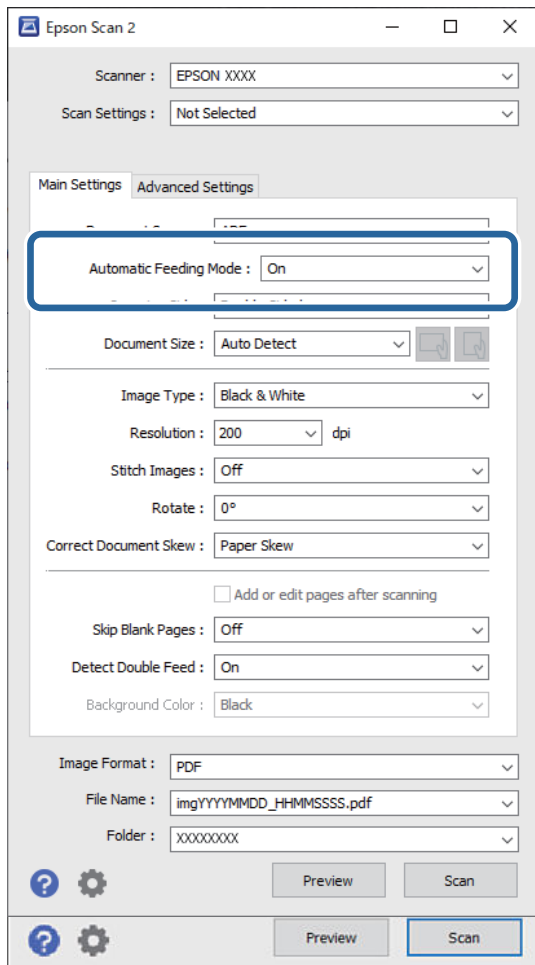 Epson Scan 2
Scanner : EPSON XXXX
Scan Settings : Not Selected
Main Settings Advanced Settings
Automatic Feeding Mode : On
Document Size : Auto Detect
Image Type : Black & White
Resolution : 200 dpi
Stitch Images : Off
Rotate : 0°
Correct Document Skew : Paper Skew
Add or edit pages after scanning
Skip Blank Pages : Off
Detect Double Feed : On
Background Color : Black
Image Format : PDF
File Name : imgYYYYMMDD_HHMMSSSS.pdf
Folder : XXXXXXXX
? Preview Scan
? Preview Scan